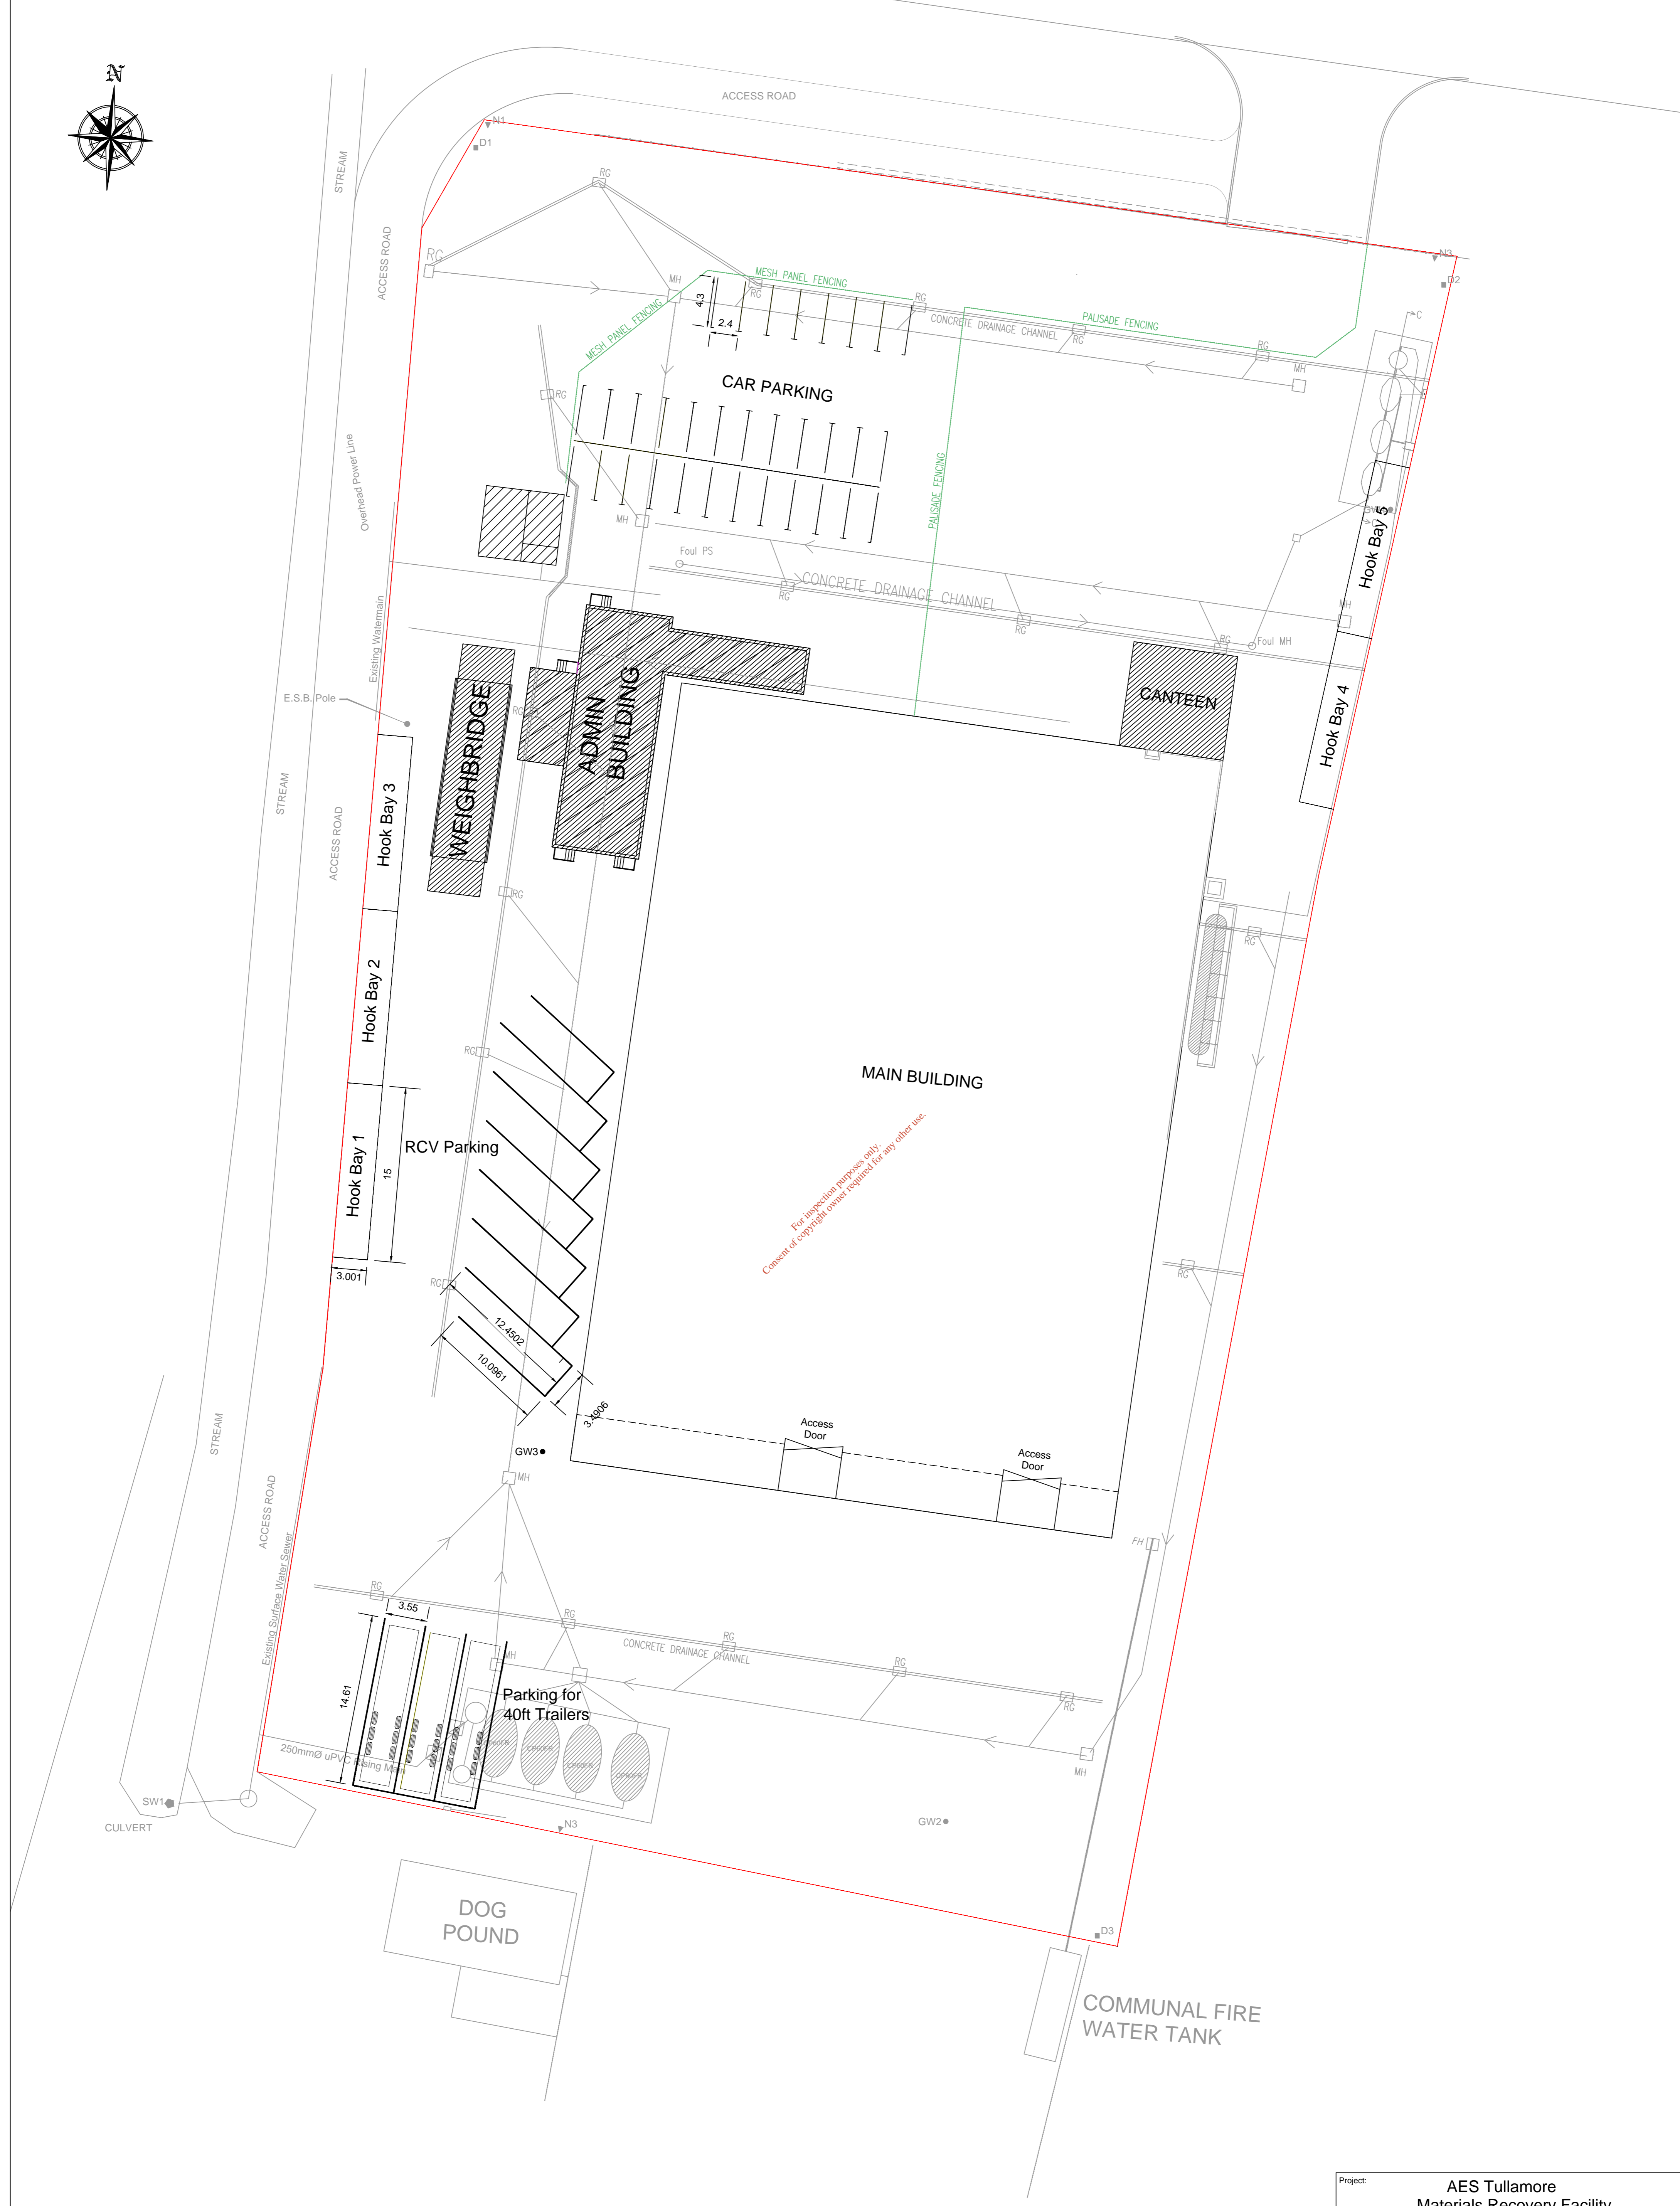 N
ACCESS ROAD
N1
D1
STREAM
RG
ACCESS ROAD
RG
MH
MESH PANEL FENCING
RG
4.3
2.4
MESH PANEL FENCING
RG
CONCRETE DRAINAGE CHANNEL
PALISADE FENCING
RG
RG
MH
N3
D2
C
CAR PARKING
RG
Overhead Power Line
PALISADE FENCING
MH
Foul PS
CONCRETE DRAINAGE CHANNEL
RG
RG
RG
Foul MH
MH
Hook Bay 5
Existing Watermain
E.S.B. Pole
WEIGHBRIDGE
RG
ADMIN
BUILDING
CANTEEN
Hook Bay 4
STREAM
ACCESS ROAD
Hook Bay 3
RG
RG
Hook Bay 2
RG
MAIN BUILDING
RCV Parking
Hook Bay 1
15
3.001
For inspection purposes only.
Consent of copyright owner required for any other use.
RG
RG
12.4502
10.0961
3.4906
STREAM
GW3
MH
Access
Door
Access
Door
ACCESS ROAD
Existing Surface Water Sewer
FH
RG
3.55
RG
CONCRETE DRAINAGE CHANNEL
RG
RG
RG
MH
14.61
Parking for
40ft Trailers
CP60FR
CP60FR
CP60FR
250mmØ uPVC Rising Main
MH
SW1
CULVERT
N3
GW2
DOG
POUND
D3
COMMUNAL FIRE
WATER TANK
Project:
AES Tullamore
Materials Recovery Facility